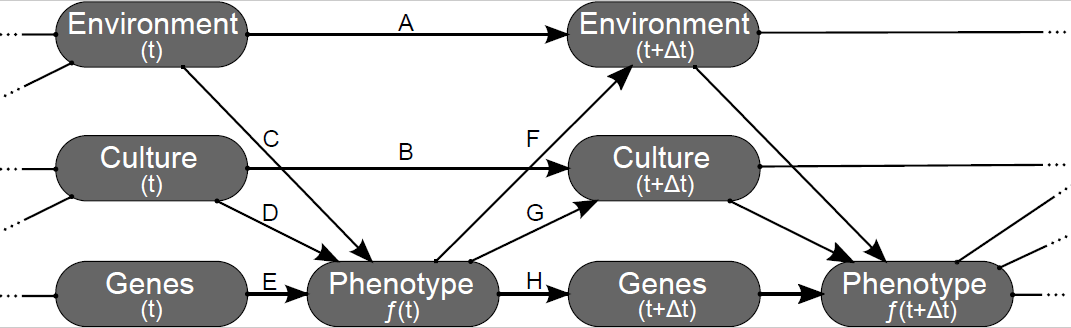 Environment
(t)
A
Environment
(t+Δt)
C
F
Culture
(t)
B
Culture
(t+Δt)
D
G
Genes
(t)
E
Phenotype
ƒ(t)
H
Genes
(t+Δt)
Phenotype
ƒ(t+Δt)